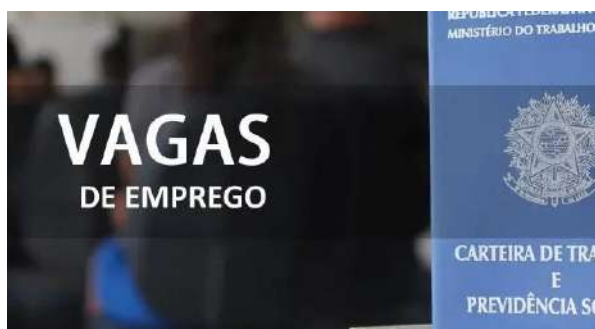 VAGAS
DE EMPREGO
MINISTÉRIO DO TRABALHO
CARTEIRA DE TRA
E
PREVIDÊNCIA SO